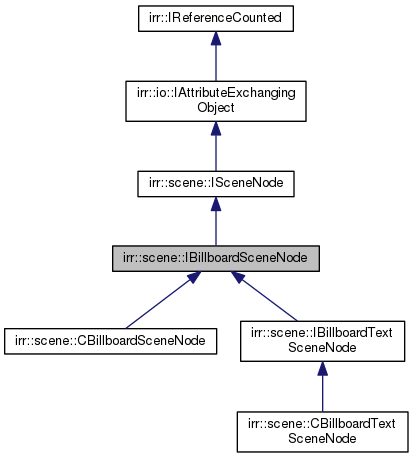 irr::IReferenceCounted
irr::io::IAttributeExchanging
Object
irr::scene::ISceneNode
irr::scene::IBillboardSceneNode
irr::scene::CBillboardSceneNode
irr::scene::IBillboardText
SceneNode
irr::scene::CBillboardText
SceneNode